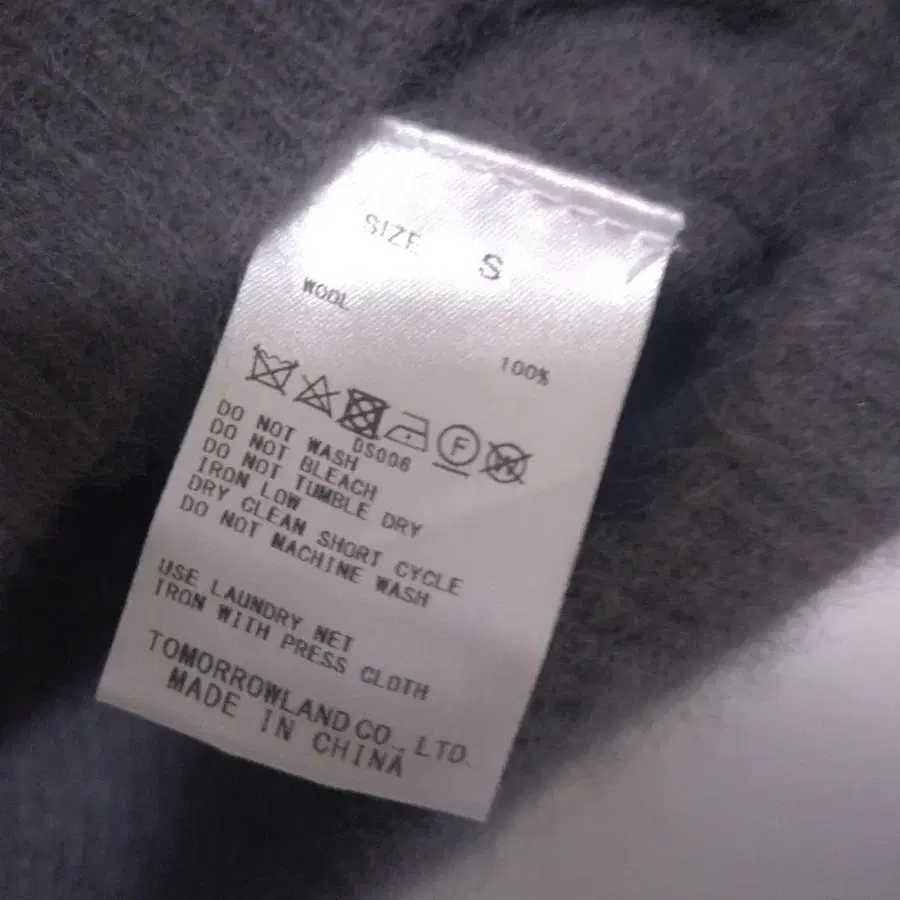 SIZE S
WOOL
100%
F W
DS006
DO NOT WASH
DO NOT BLEACH
DO NOT TUMBLE DRY
IRON LOW
DRY CLEAN SHORT CYCLE
DO NOT MACHINE WASH
USE LAUNDRY NET
IRON WITH PRESS CLOTH
TOMORROWLAND CO., LTD.
MADE IN CHINA